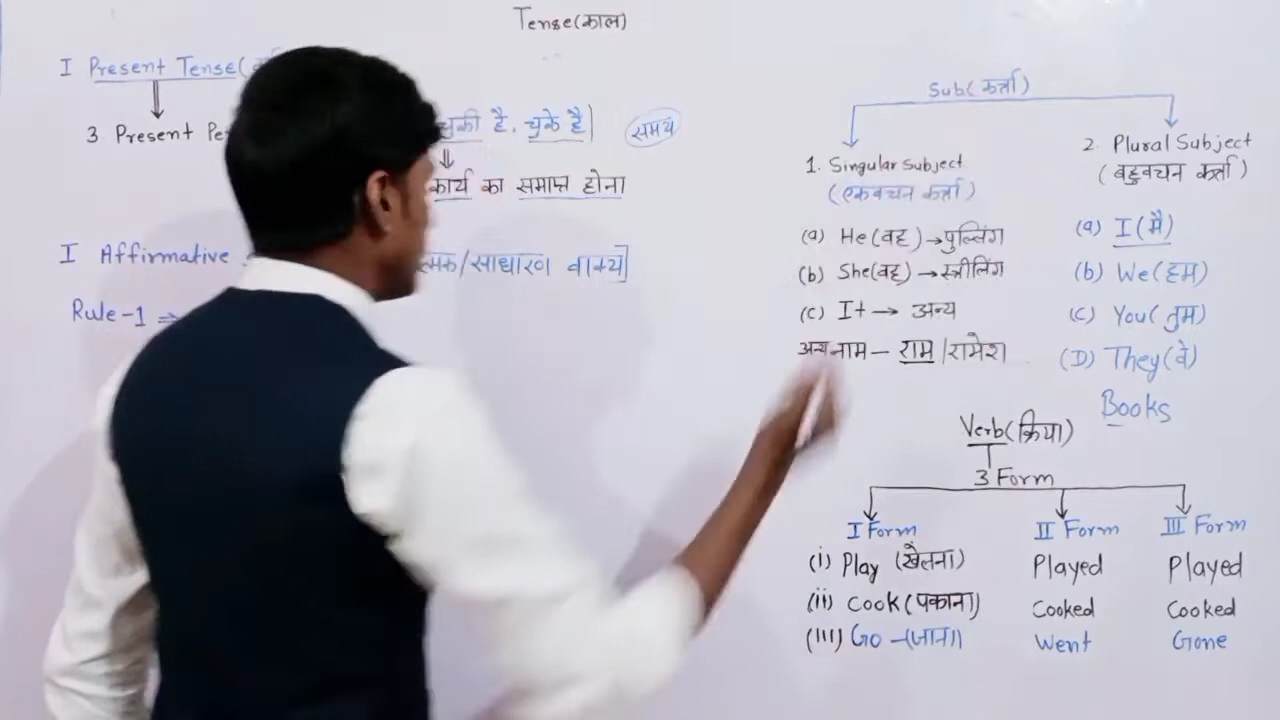 Tense(काल)
I Present Tense(
3 Present Pe
चुकी है, चुके है]
समय
कार्य का समाप्त होना
I Affirmative
त्मक/साधारण वाक्य]
Rule-1 ⇒
Sub(कर्त्ता)
1. Singular Subject
(एकवचन कर्त्ता)
(a) He(वह)→पुल्लिंग
(b) She(वह)→स्त्रीलिंग
(c) It → अन्य
अन्य नाम – राम/रामेश
2. Plural Subject
(बहुवचन कर्त्ता)
(a) I(मै)
(b) We(हम)
(c) You(तुम)
(D) They(वे)
Books
Verb(क्रिया)
3 Form
I Form II Form III Form
(i) Play (खेलना) Played Played
(ii) Cook(पकाना) Cooked Cooked
(III) Go –(जाना) Went Gone